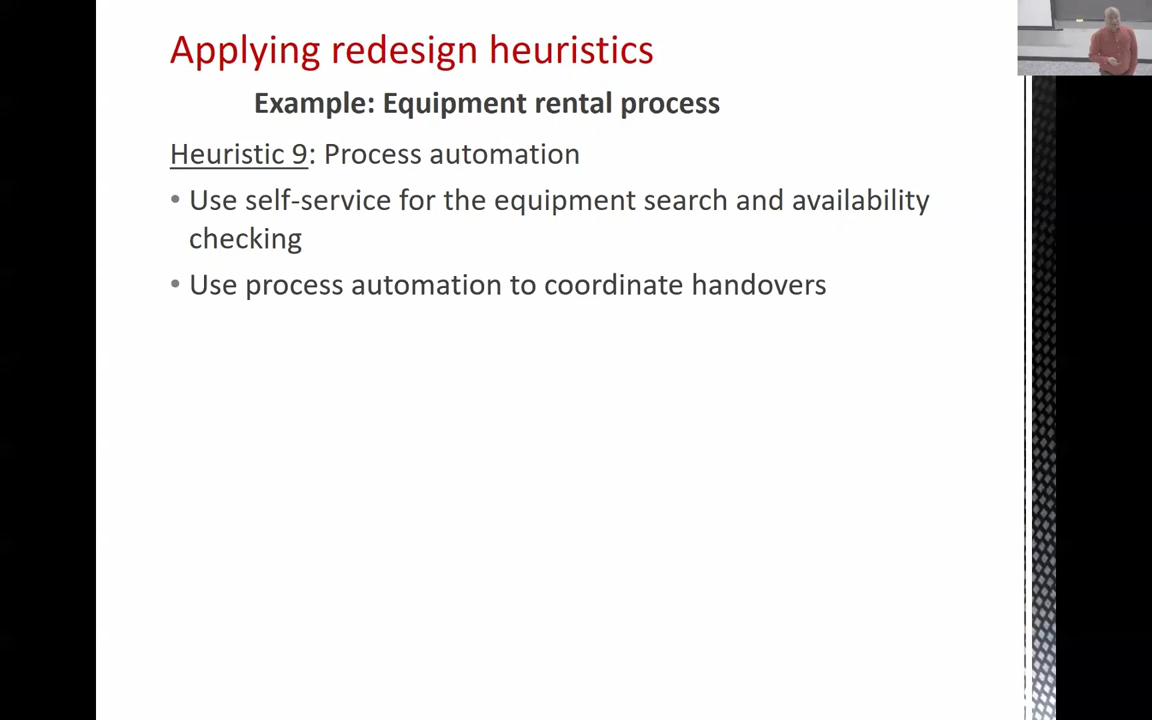 Applying redesign heuristics
Example: Equipment rental process
Heuristic 9: Process automation
• Use self-service for the equipment search and availability
checking
• Use process automation to coordinate handovers